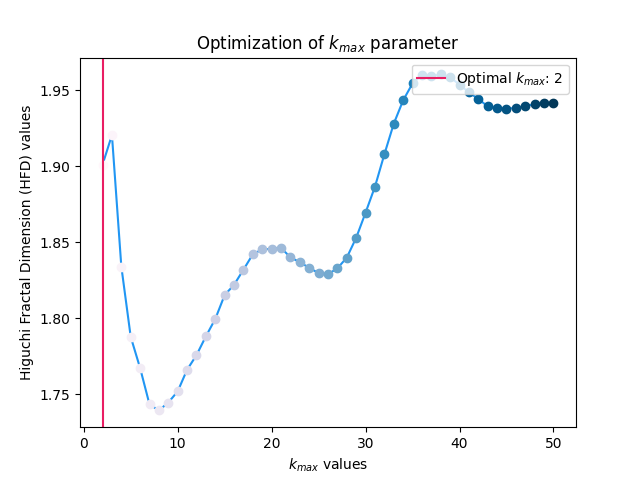 Optimization of $k_{max}$ parameter
Optimal $k_{max}$: 2
Higuchi Fractal Dimension (HFD) values
1.95
1.90
1.85
1.80
1.75
0 10 20 30 40 50
$k_{max}$ values